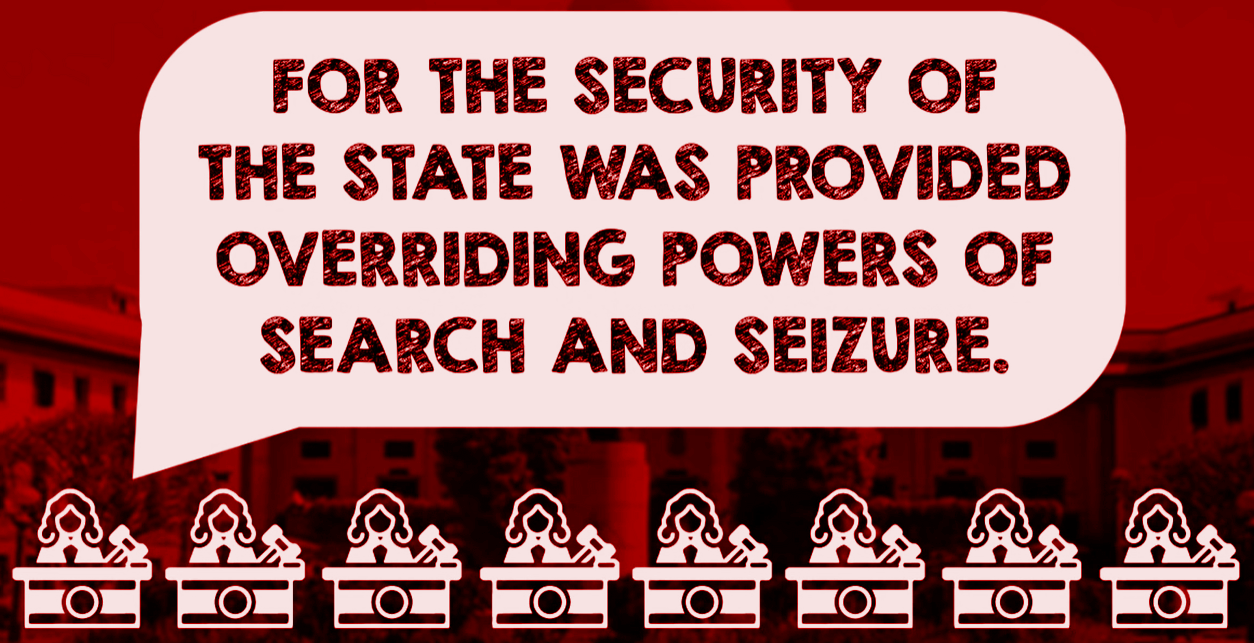 FOR THE SECURITY OF
THE STATE WAS PROVIDED
OVERRIDING POWERS OF
SEARCH AND SEIZURE.